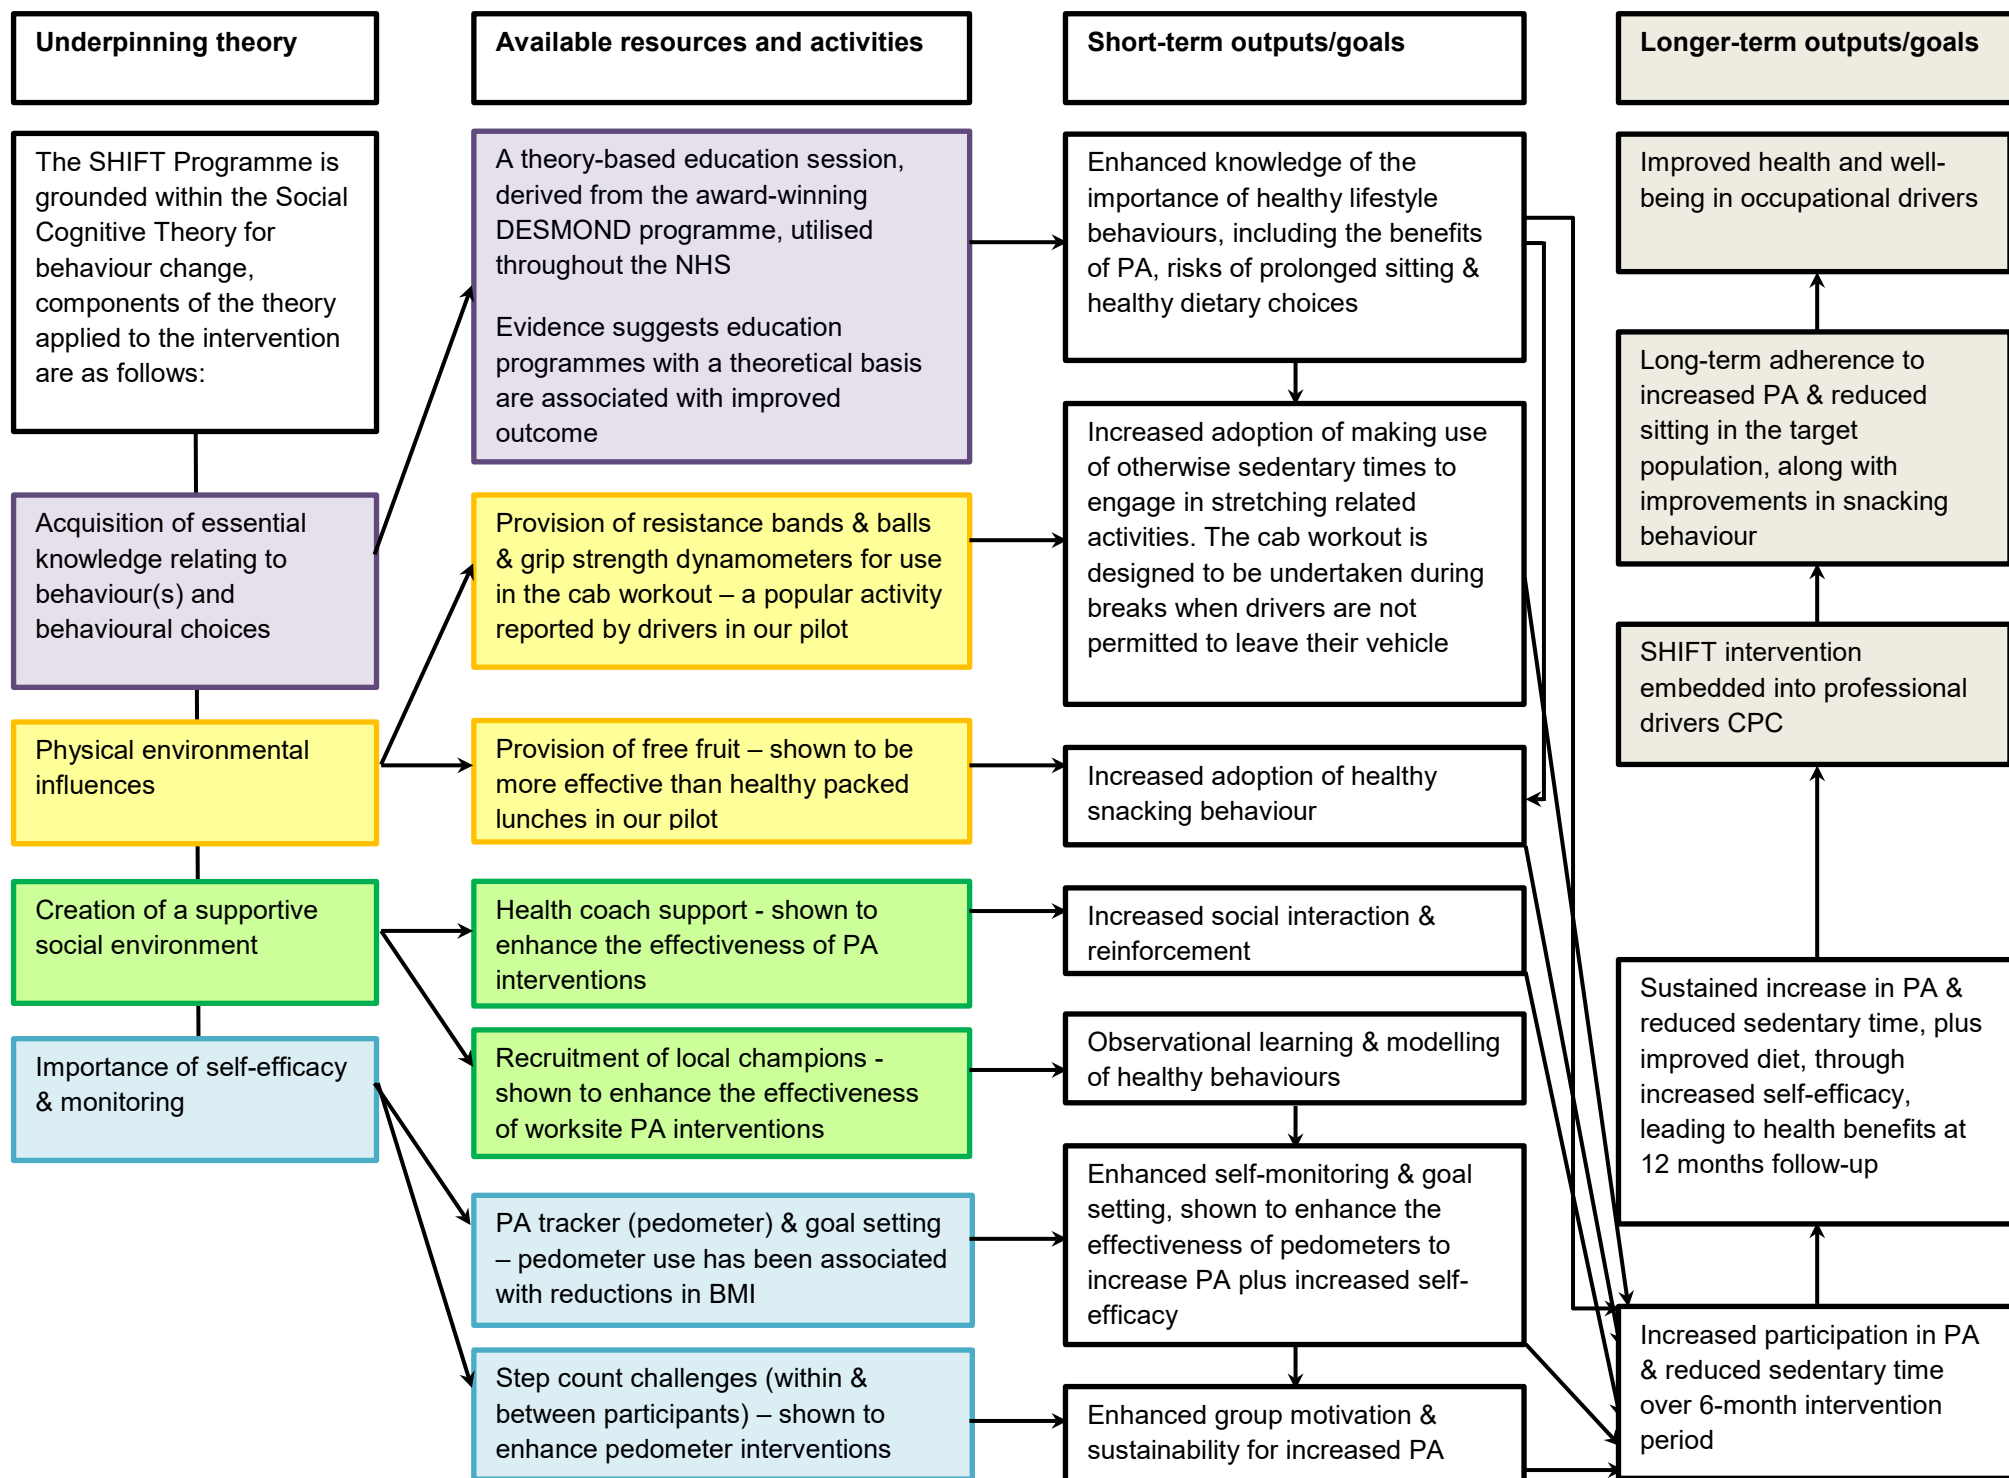 Underpinning theory
The SHIFT Programme is
grounded within the Social
Cognitive Theory for
behaviour change,
components of the theory
applied to the intervention
are as follows:
Acquisition of essential
knowledge relating to
behaviour(s) and
behavioural choices
Physical environmental
influences
Creation of a supportive
social environment
Importance of self-efficacy
& monitoring
Available resources and activities
A theory-based education session,
derived from the award-winning
DESMOND programme, utilised
throughout the NHS
Evidence suggests education
programmes with a theoretical basis
are associated with improved
outcome
Provision of resistance bands & balls
& grip strength dynamometers for use
in the cab workout – a popular activity
reported by drivers in our pilot
Provision of free fruit – shown to be
more effective than healthy packed
lunches in our pilot
Health coach support - shown to
enhance the effectiveness of PA
interventions
Recruitment of local champions -
shown to enhance the effectiveness
of worksite PA interventions
PA tracker (pedometer) & goal setting
– pedometer use has been associated
with reductions in BMI
Step count challenges (within &
between participants) – shown to
enhance pedometer interventions
Short-term outputs/goals
Enhanced knowledge of the
importance of healthy lifestyle
behaviours, including the benefits
of PA, risks of prolonged sitting &
healthy dietary choices
Increased adoption of making use
of otherwise sedentary times to
engage in stretching related
activities. The cab workout is
designed to be undertaken during
breaks when drivers are not
permitted to leave their vehicle
Increased adoption of healthy
snacking behaviour
Increased social interaction &
reinforcement
Observational learning & modelling
of healthy behaviours
Enhanced self-monitoring & goal
setting, shown to enhance the
effectiveness of pedometers to
increase PA plus increased self-
efficacy
Enhanced group motivation &
sustainability for increased PA
Longer-term outputs/goals
Improved health and well-
being in occupational drivers
Long-term adherence to
increased PA & reduced
sitting in the target
population, along with
improvements in snacking
behaviour
SHIFT intervention
embedded into professional
drivers CPC
Sustained increase in PA &
reduced sedentary time, plus
improved diet, through
increased self-efficacy,
leading to health benefits at
12 months follow-up
Increased participation in PA
& reduced sedentary time
over 6-month intervention
period